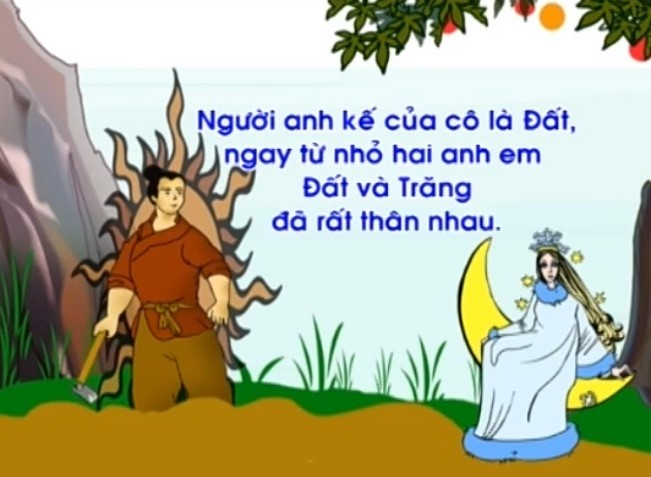 Người anh kế của cô là Đất,
ngay từ nhỏ hai anh em
Đất và Trăng
đã rất thân nhau.